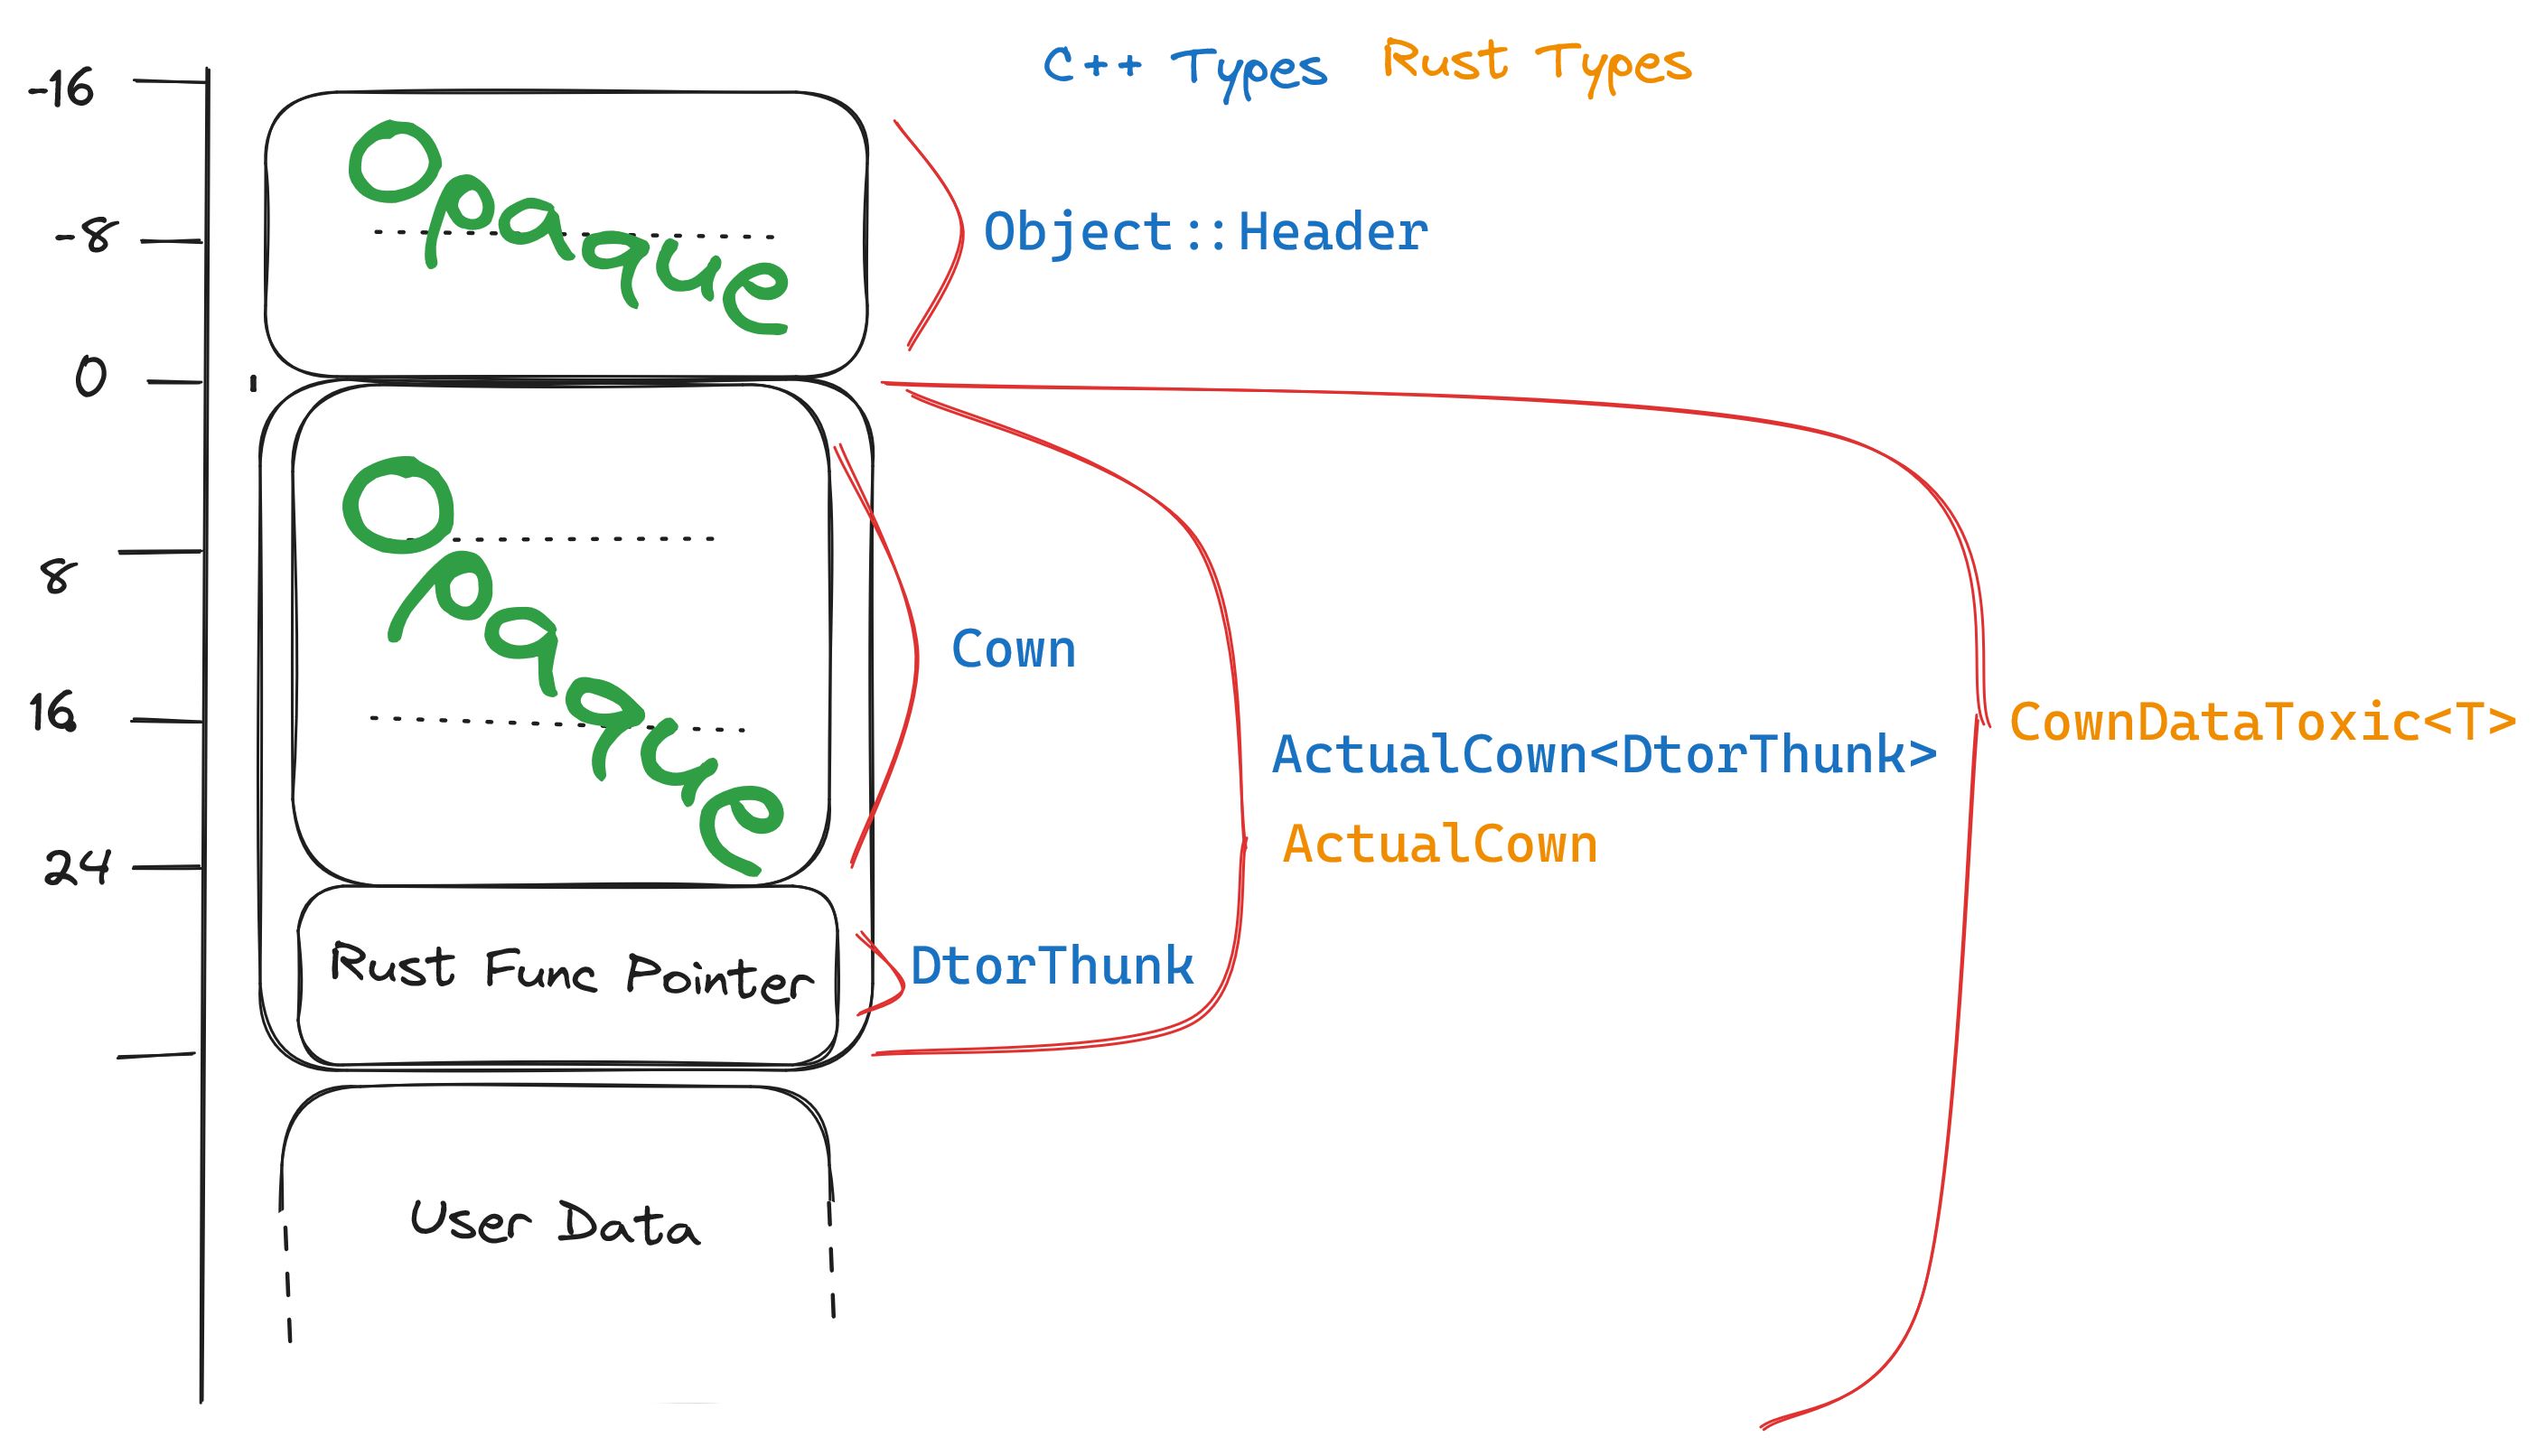 C++ Types Rust Types
-16
Opaque
-8
Object::Header
0
Opaque
8
Cown
16
CownDataToxic<T>
ActualCown<DtorThunk>
ActualCown
24
Rust Func Pointer
DtorThunk
User Data